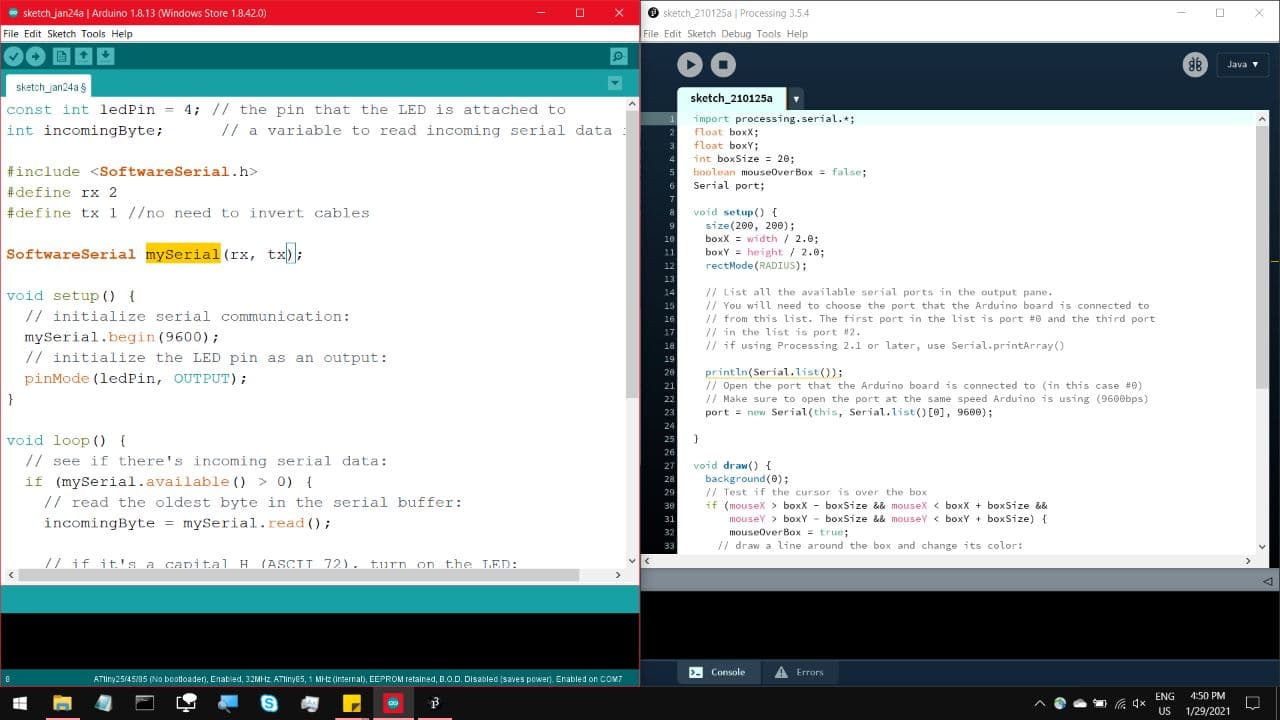 sketch_jan24a | Arduino 1.8.13 (Windows Store 1.8.42.0)
File Edit Sketch Tools Help
sketch_jan24a §
const int ledPin = 4; // the pin that the LED is attached to
int incomingByte;      // a variable to read incoming serial data
#include <SoftwareSerial.h>
#define rx 2
#define tx 1 //no need to invert cables
SoftwareSerial mySerial(rx, tx);
void setup() {
// initialize serial communication:
mySerial.begin(9600);
// initialize the LED pin as an output:
pinMode(ledPin, OUTPUT);
}
void loop() {
// see if there's incoming serial data:
if (mySerial.available() > 0) {
// read the oldest byte in the serial buffer:
incomingByte = mySerial.read();
// if it's a capital H (ASCII 72), turn on the LED:
8
ATtiny25/45/85 (No bootloader), Enabled, 32MHz, ATtiny85, 1 MHz (internal), EEPROM retained, B.O.D. Disabled (saves power), Enabled on COM7
sketch_210125a | Processing 3.5.4
File Edit Sketch Debug Tools Help
Java ▼
sketch_210125a ▼
1 import processing.serial.*;
2 float boxX;
3 float boxY;
4 int boxSize = 20;
5 boolean mouseOverBox = false;
6 Serial port;
7
8 void setup() {
9 size(200, 200);
10 boxX = width / 2.0;
11 boxY = height / 2.0;
12 rectMode(RADIUS);
13
14 // List all the available serial ports in the output pane.
15 // You will need to choose the port that the Arduino board is connected to
16 // from this list. The first port in the list is port #0 and the third port
17 // in the list is port #2.
18 // if using Processing 2.1 or later, use Serial.printArray()
19
20 println(Serial.list());
21 // Open the port that the Arduino board is connected to (in this case #0)
22 // Make sure to open the port at the same speed Arduino is using (9600bps)
23 port = new Serial(this, Serial.list()[0], 9600);
24
25 }
26
27 void draw() {
28 background(0);
29 // Test if the cursor is over the box
30 if (mouseX > boxX - boxSize && mouseX < boxX + boxSize &&
31 mouseY > boxY - boxSize && mouseY < boxY + boxSize) {
32 mouseOverBox = true;
33 // draw a line around the box and change its color:
Console Errors
ENG
US
4:50 PM
1/29/2021